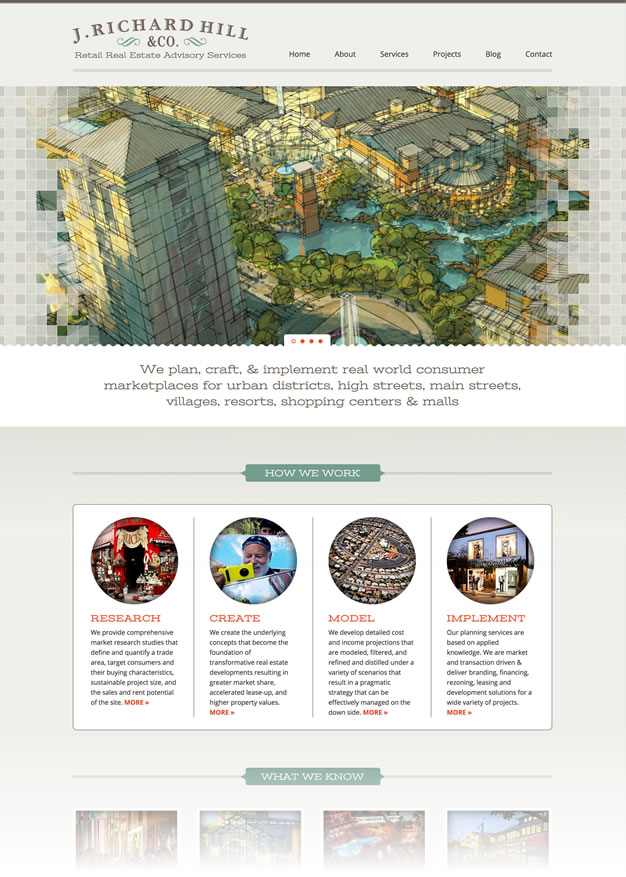 J. RICHARD HILL
&CO.
Retail Real Estate Advisory Services
Home About Services Projects Blog Contact
We plan, craft, & implement real world consumer
marketplaces for urban districts, high streets, main streets,
villages, resorts, shopping centers & malls
HOW WE WORK
RESEARCH
We provide comprehensive
market research studies that
define and quantify a trade
area, target consumers and
their buying characteristics,
sustainable project size, and
the sales and rent potential
of the site. MORE »
CREATE
We create the underlying
concepts that become the
foundation of
transformative real estate
developments resulting in
greater market share,
accelerated lease-up, and
higher property values.
MORE »
MODEL
We develop detailed cost
and income projections that
are modeled, filtered, and
refined and distilled under a
variety of scenarios that
result in a pragmatic
strategy that can be
effectively managed on the
down side. MORE »
IMPLEMENT
Our planning services are
based on applied
knowledge. We are market
and transaction driven &
deliver branding, financing,
rezoning, leasing and
development solutions for a
wide variety of projects.
MORE »
WHAT WE KNOW